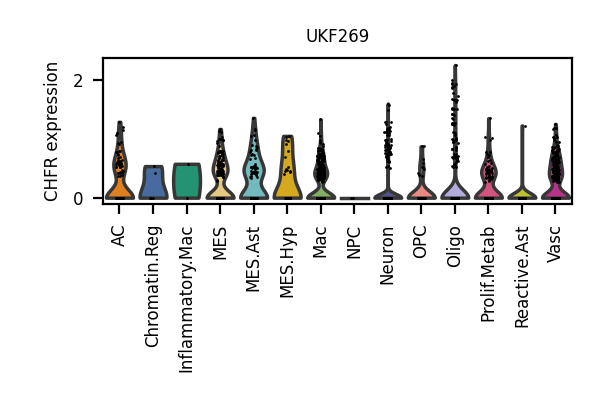 UKF269
CHFR expression
2
0
AC
Chromatin.Reg
Inflammatory.Mac
MES
MES.Ast
MES.Hyp
Mac
NPC
Neuron
OPC
Oligo
Prolif.Metab
Reactive.Ast
Vasc